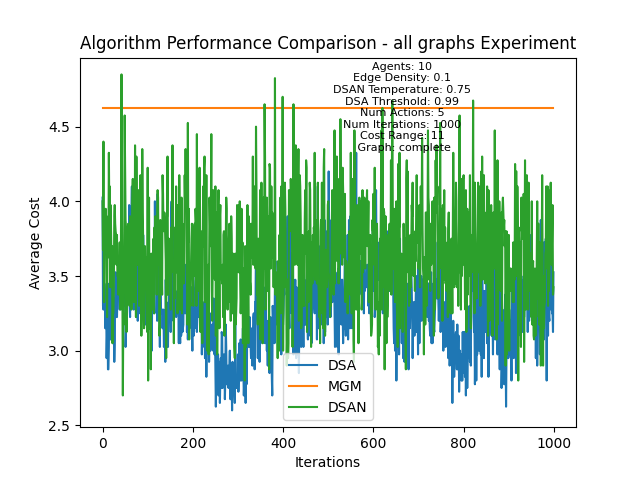 Algorithm Performance Comparison - all graphs Experiment
Agents: 10
Edge Density: 0.1
DSAN Temperature: 0.75
DSA Threshold: 0.99
Num Actions: 5
Num Iterations: 1000
Cost Range: 11
Graph: complete
Average Cost
4.5
4.0
3.5
3.0
2.5
DSA
MGM
DSAN
0 200 400 600 800 1000
Iterations